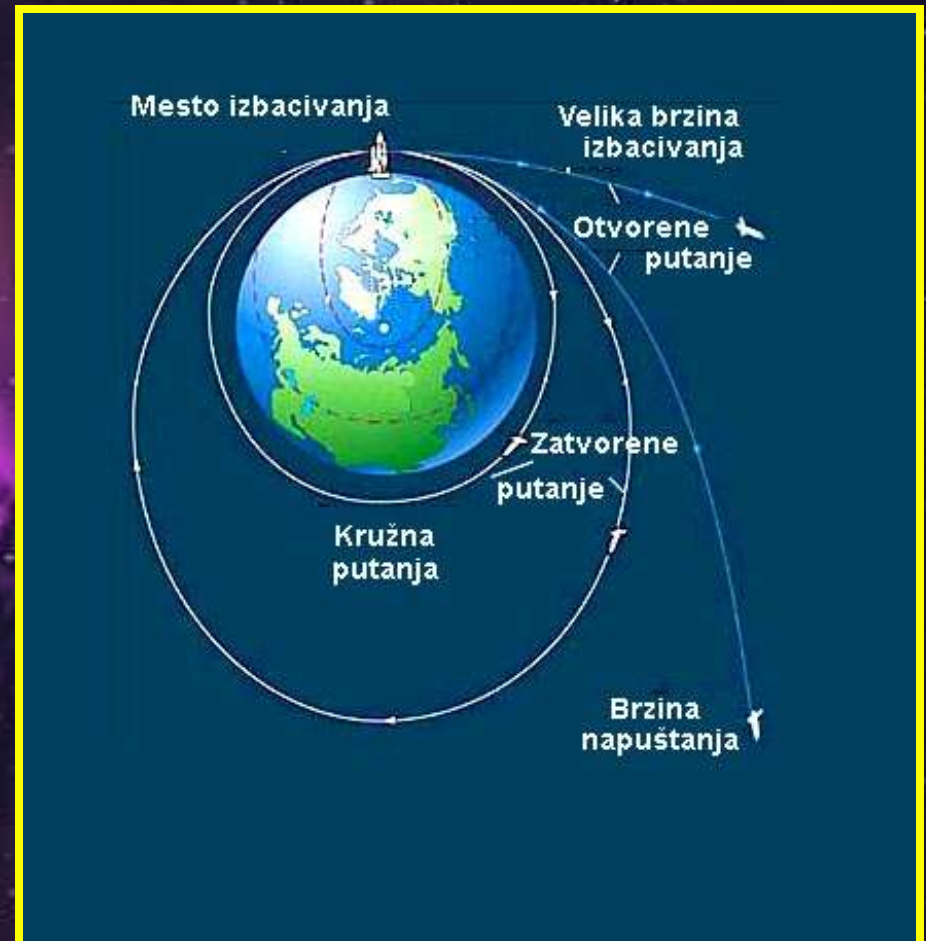 Mesto izbacivanja
Velika brzina
izbacivanja
Otvorene
putanje
Zatvorene
putanje
Kružna
putanja
Brzina
napuštanja